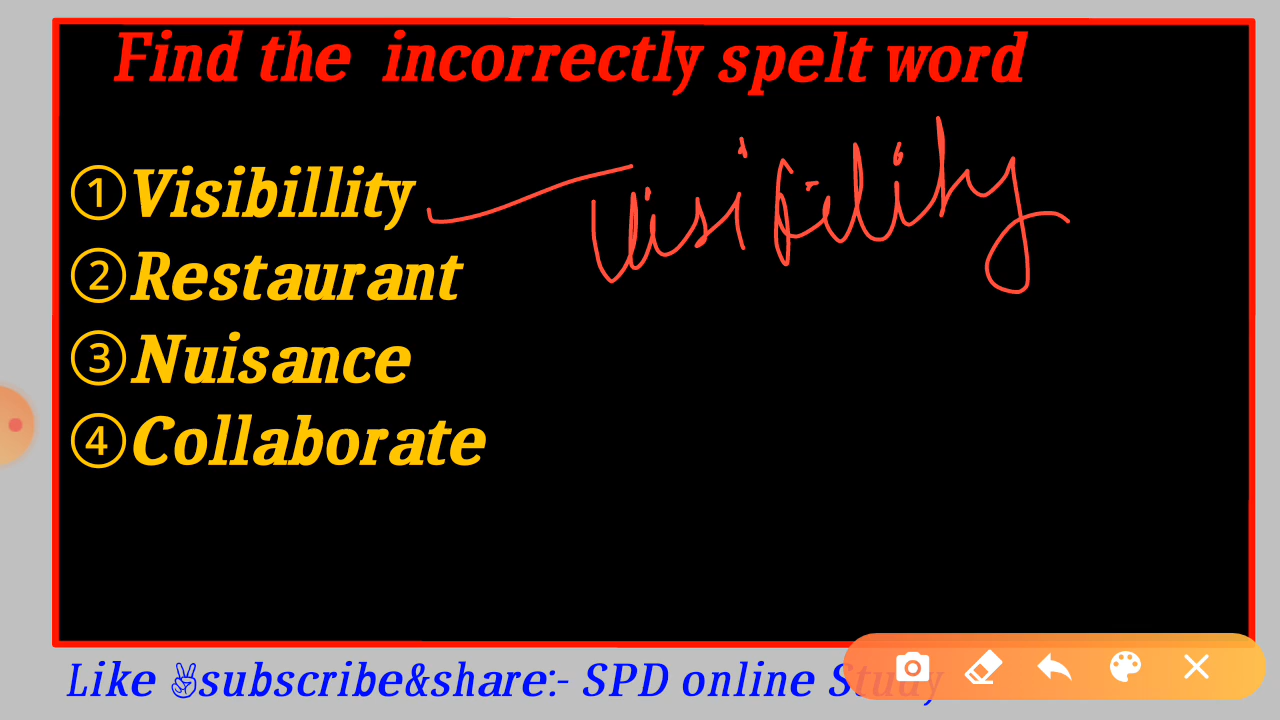 Find the incorrectly spelt word
①Visibillity
Visibility
②Restaurant
③Nuisance
④Collaborate
Like ✌subscribe&share:- SPD online Study